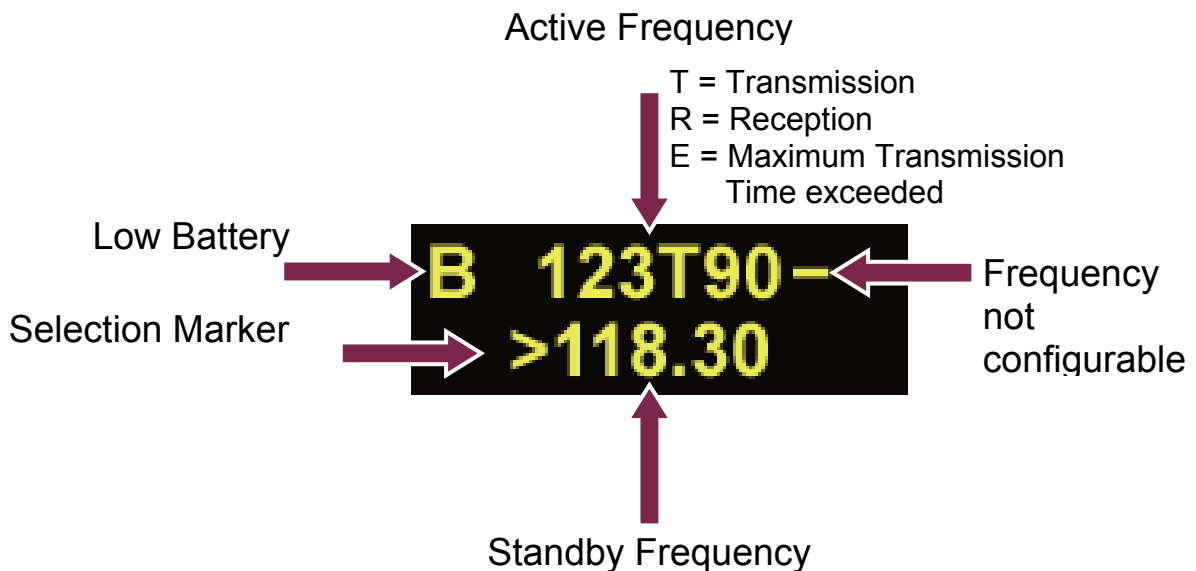 Active Frequency
T = Transmission
R = Reception
E = Maximum Transmission
Time exceeded
Low Battery
B 123T90–
Frequency
not
configurable
Selection Marker
>118.30
Standby Frequency